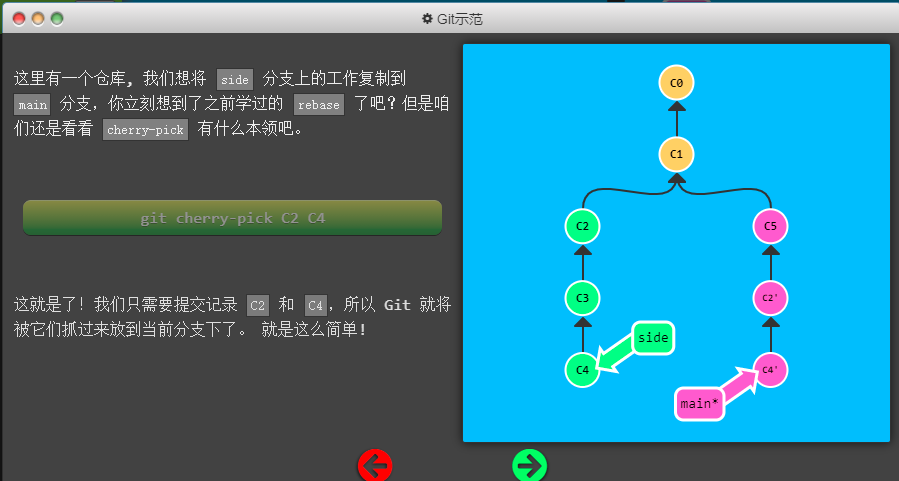 Git示范
这里有一个仓库, 我们想将 side 分支上的工作复制到
main 分支，你立刻想到了之前学过的 rebase 了吧？但是咱
们还是看看 cherry-pick 有什么本领吧。
git cherry-pick C2 C4
这就是了！我们只需要提交记录 C2 和 C4，所以 Git 就将
被它们抓过来放到当前分支下了。 就是这么简单!
C0
C1
C2
C5
C3
C2'
side
C4
C4'
main*